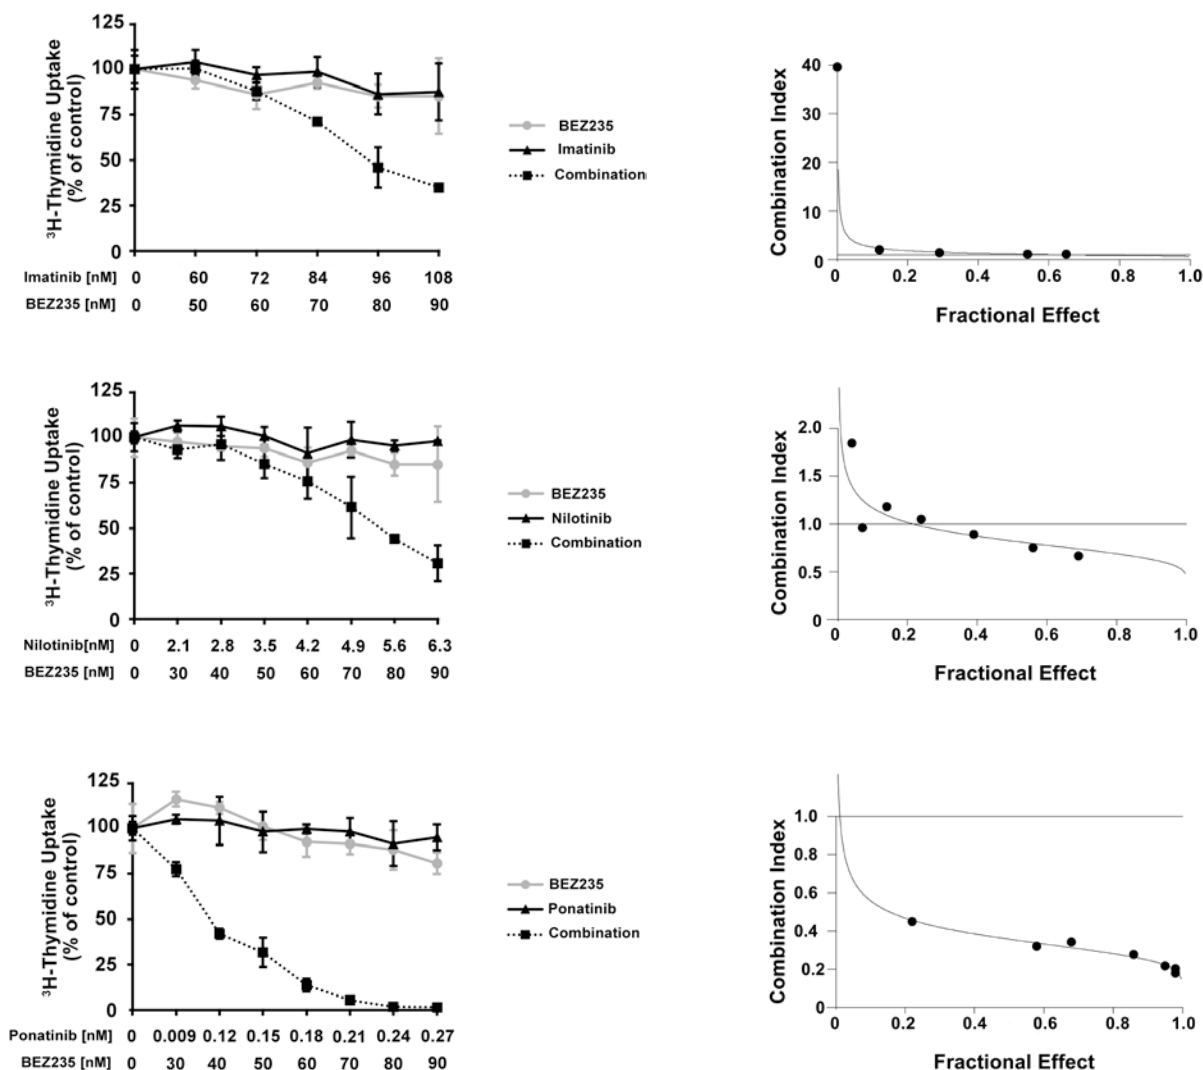 125
100
75
50
25
0
³H-Thymidine Uptake
(% of control)
Imatinib [nM] 0 60 72 84 96 108
BEZ235 [nM] 0 50 60 70 80 90
BEZ235
Imatinib
Combination
40
30
20
10
0
Combination Index
0 0.2 0.4 0.6 0.8 1.0
Fractional Effect
125
100
75
50
25
0
³H-Thymidine Uptake
(% of control)
Nilotinib[nM] 0 2.1 2.8 3.5 4.2 4.9 5.6 6.3
BEZ235 [nM] 0 30 40 50 60 70 80 90
BEZ235
Nilotinib
Combination
2.0
1.5
1.0
0.5
0
Combination Index
0 0.2 0.4 0.6 0.8 1.0
Fractional Effect
125
100
75
50
25
0
³H-Thymidine Uptake
(% of control)
Ponatinib [nM] 0 0.009 0.12 0.15 0.18 0.21 0.24 0.27
BEZ235 [nM] 0 30 40 50 60 70 80 90
BEZ235
Ponatinib
Combination
1.0
0.8
0.6
0.4
0.2
0
Combination Index
0 0.2 0.4 0.6 0.8 1.0
Fractional Effect